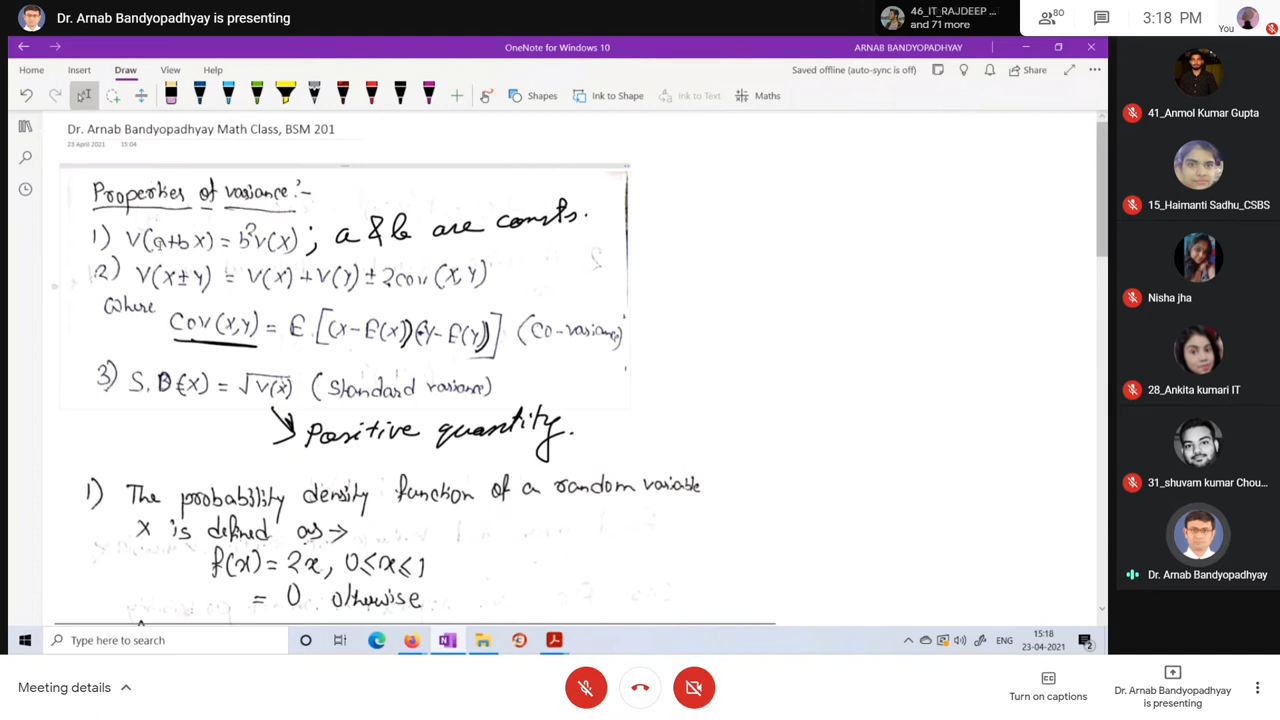 Dr. Arnab Bandyopadhyay is presenting
46_IT_RAJDEEP ...
and 71 more
80
3:18 PM
You
OneNote for Windows 10
ARNAB BANDYOPADHYAY
Home Insert Draw View Help
Saved offline (auto-sync is off)
Share
Shapes
Ink to Shape
Ink to Text
Maths
Dr. Arnab Bandyopadhyay Math Class, BSM 201
23 April 2021 15:04
Properties of variance:-
1) V(a+bX) = b²V(X) ; a & b are consts.
2) V(X±Y) = V(X) + V(Y) ± 2cov (X,Y)
Where
COV(X,Y) = E.[(X-E(X))(Y-E(Y))] (Co-variance)
3) S.D(X) = √V(X) (Standard variance)
Positive quantity.
1) The probability density function of a random variable
X is defined as→
f(x) = 2x, 0<x≤1
= 0 otherwise
41_Anmol Kumar Gupta
15_Haimanti Sadhu_CSBS
Nisha jha
28_Ankita kumari IT
31_shuvam kumar Chou...
Dr. Arnab Bandyopadhyay
Type here to search
ENG
15:18
23-04-2021
2
Meeting details
Turn on captions
Dr. Arnab Bandyopadhyay
is presenting